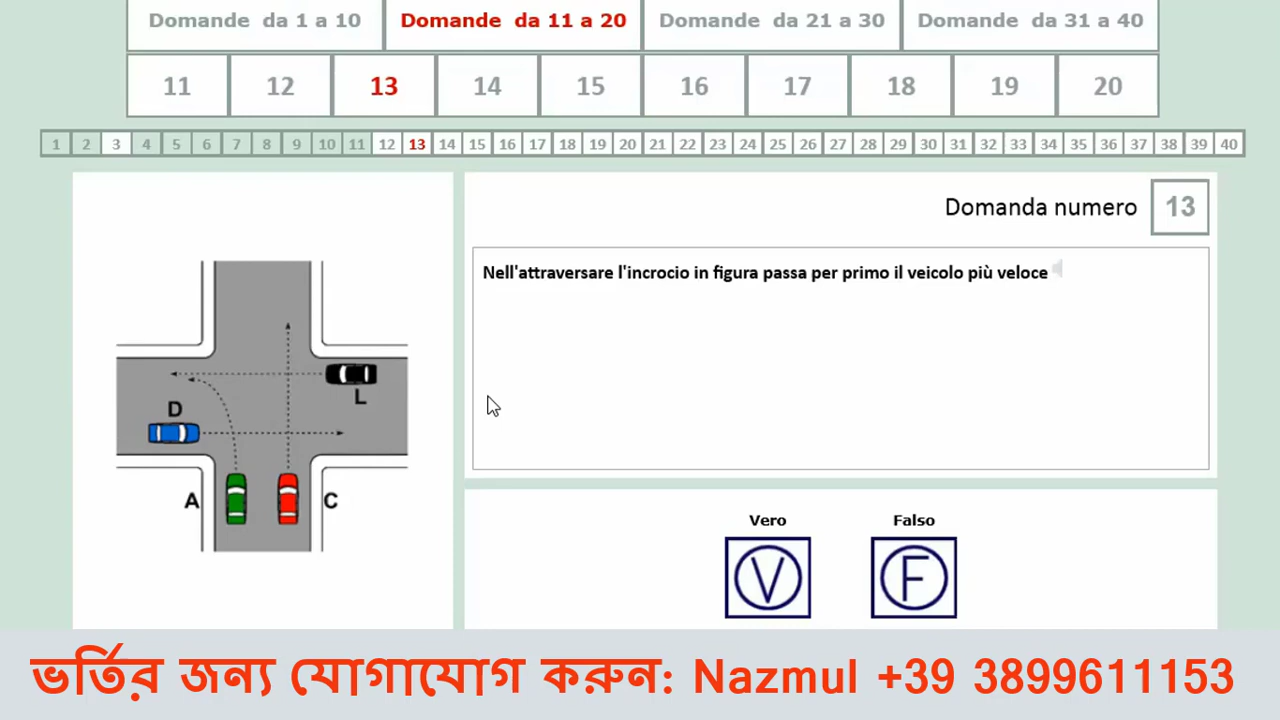 Domande da 1 a 10 Domande da 11 a 20 Domande da 21 a 30 Domande da 31 a 40
11 12 13 14 15 16 17 18 19 20
1 2 3 4 5 6 7 8 9 10 11 12 13 14 15 16 17 18 19 20 21 22 23 24 25 26 27 28 29 30 31 32 33 34 35 36 37 38 39 40
Domanda numero 13
Nell'attraversare l'incrocio in figura passa per primo il veicolo più veloce
L
D
A C
Vero Falso
V F
ভর্তির জন্য যোগাযোগ করুন: Nazmul +39 3899611153